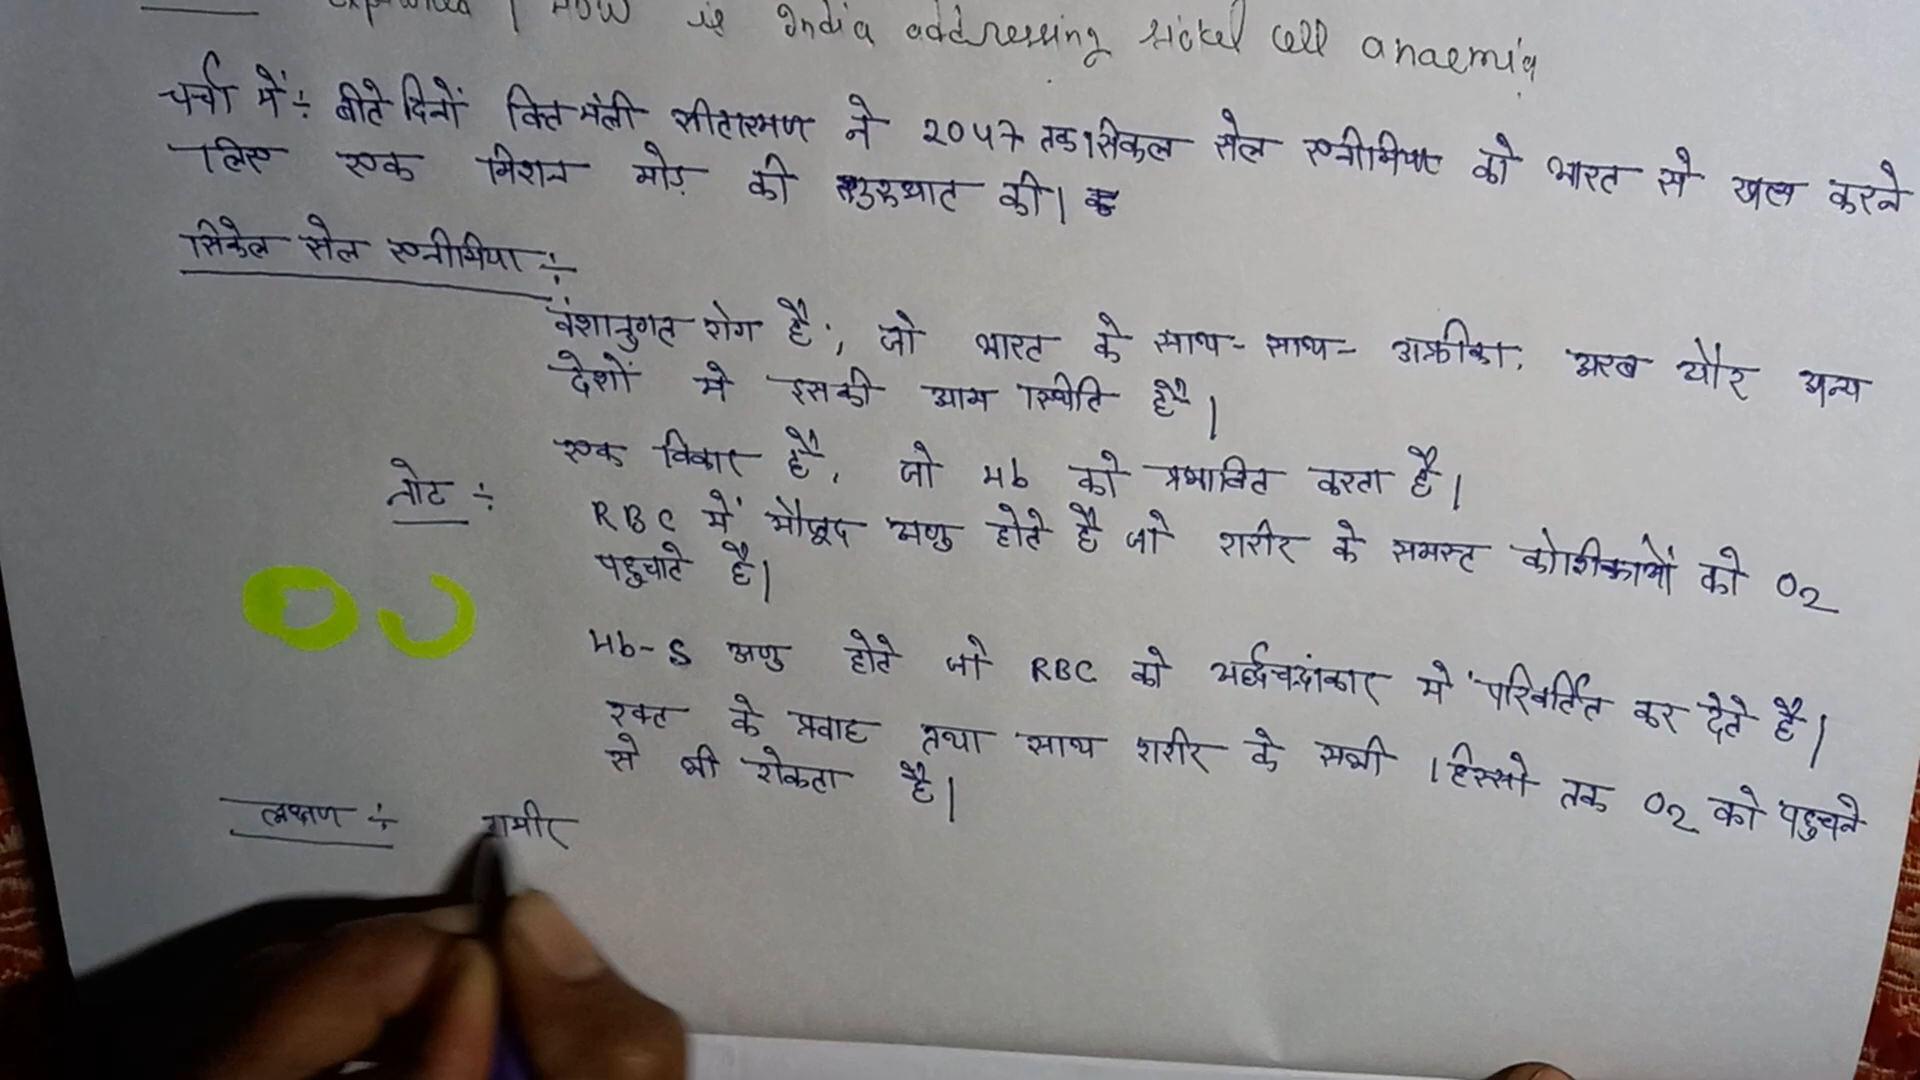 Explained | How is India addressing sickel cell anaemia
चर्चा में ÷ बीते दिनों वित मंत्री सीतारमण ने 2047 तक सिकल सेल एनीमिया को भारत से खत्म करने
लिए एक मिशन मोड़ की शुरुआत की।
सिकेल सेल एनीमिया ÷
वंशानुगत रोग है, जो भारत के साथ-साथ- अफ्रीका, अरब और अन्य
देशों मे इसकी आम स्थिति है।
एक विकार है, जो Hb को प्रभावित करता है।
नोट ÷ RBC में मौजूद अणु होते है जो शरीर के समस्त कोशिकाओं को O2
पहुचाते है।
Hb-S अणु होते जो RBC को अर्द्धचद्रांकार मे परिवर्तित कर देते है।
रक्त के प्रवाह तथा साथ शरीर के सभी हिस्सो तक O2 को पहुचने
से भी रोकता है।
लक्षण ÷ गमीर